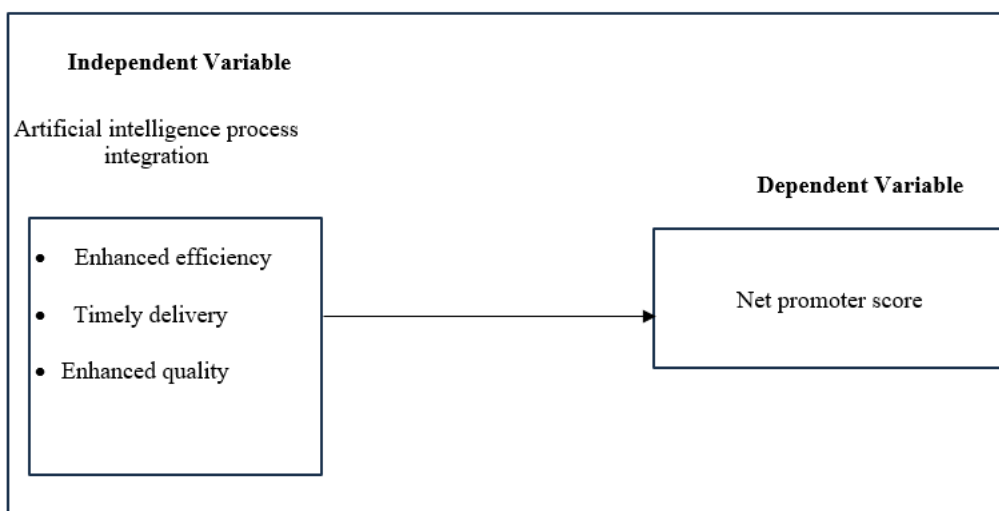 Independent Variable
Artificial intelligence process
integration
• Enhanced efficiency
• Timely delivery
• Enhanced quality
Dependent Variable
Net promoter score